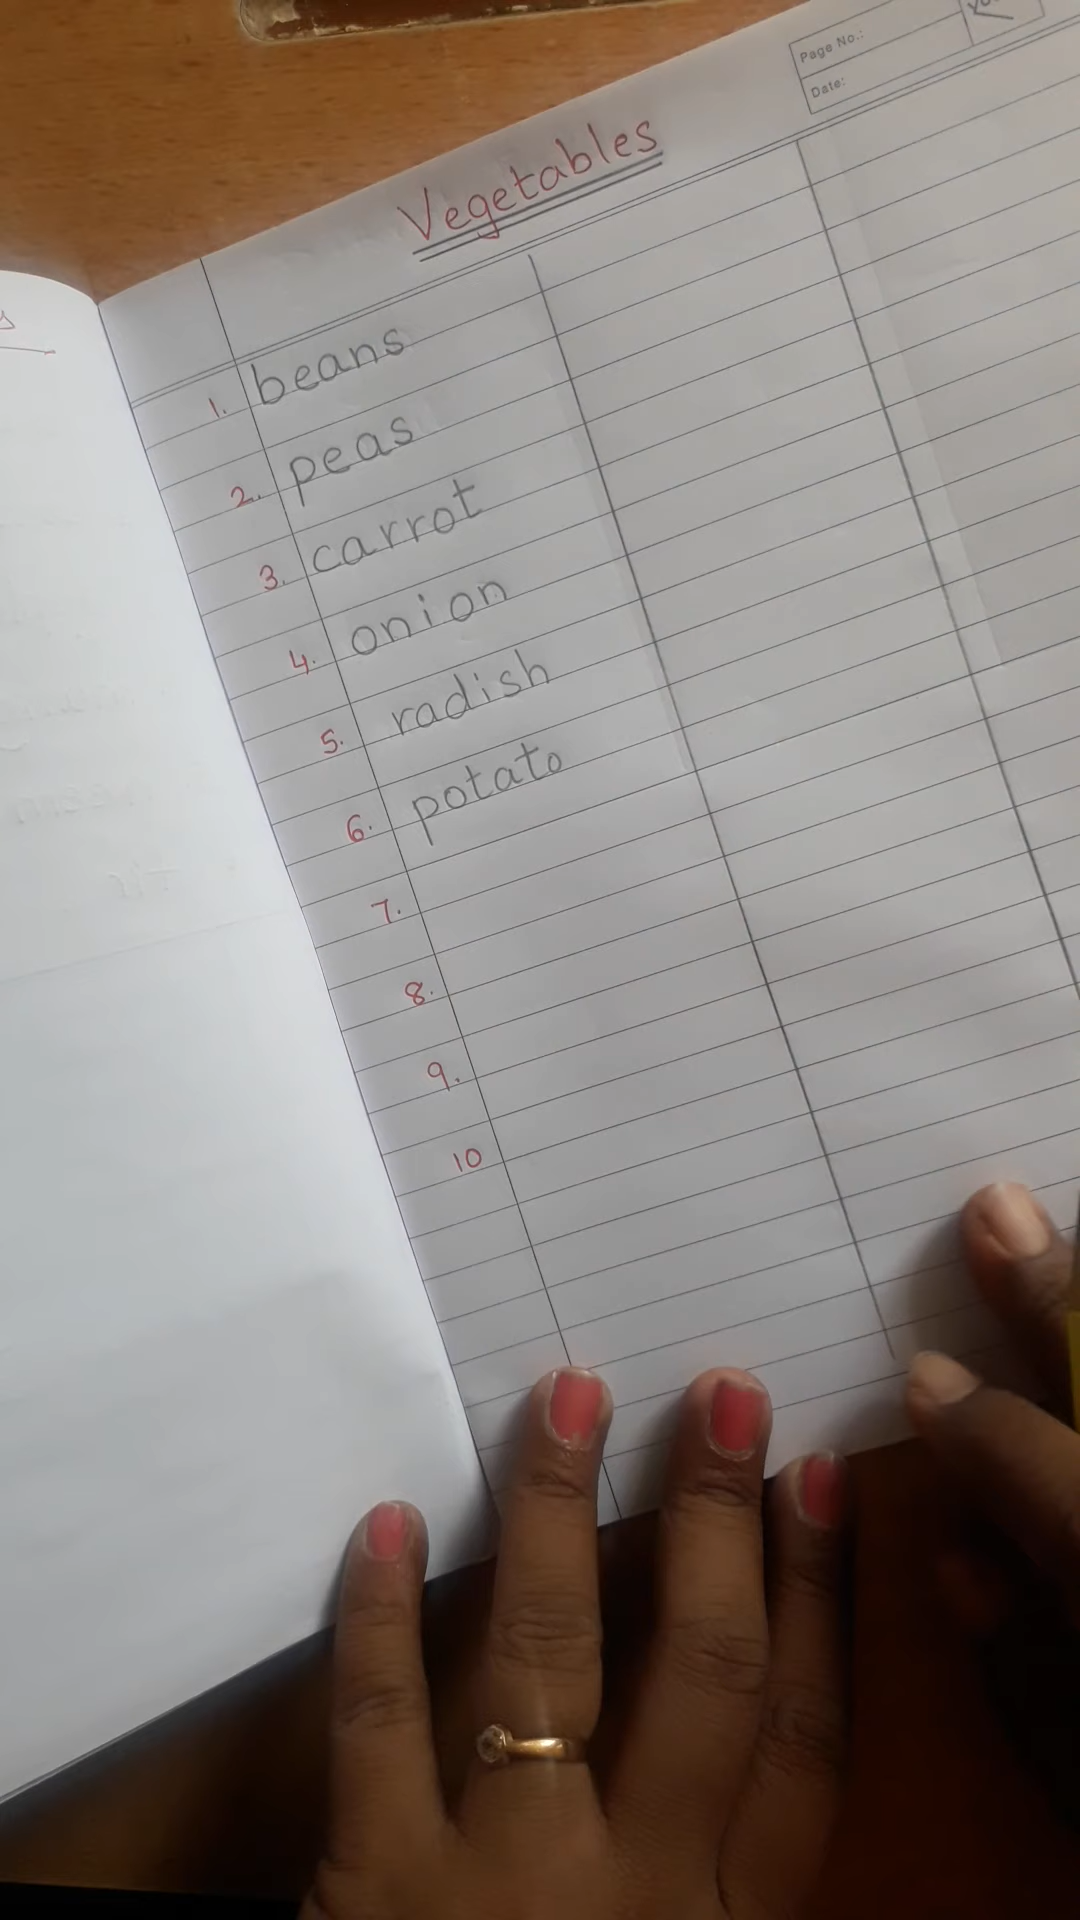 Page No.:
Date:
Vegetables
1. beans
2. peas
3. carrot
4. onion
5. radish
6. potato
7.
8.
9.
10